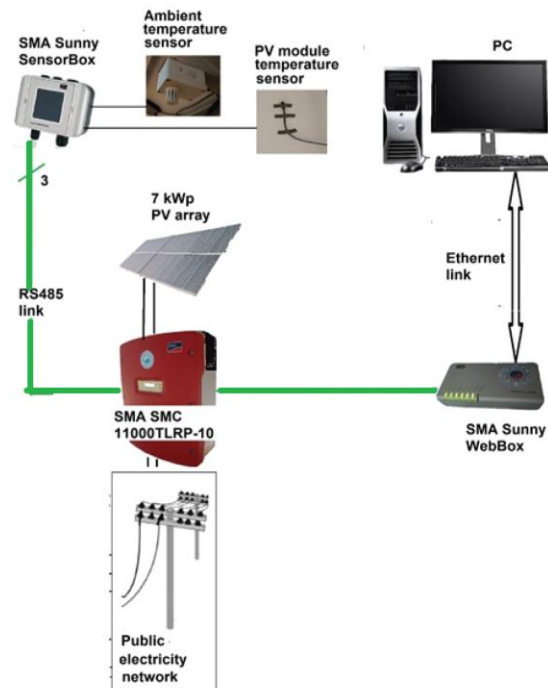 SMA Sunny
SensorBox
Ambient
temperature
sensor
PV module
temperature
sensor
PC
3
7 kWp
PV array
RS485
link
Ethernet
link
SMA SMC
11000TLRP-10
SMA Sunny
WebBox
Public
electricity
network